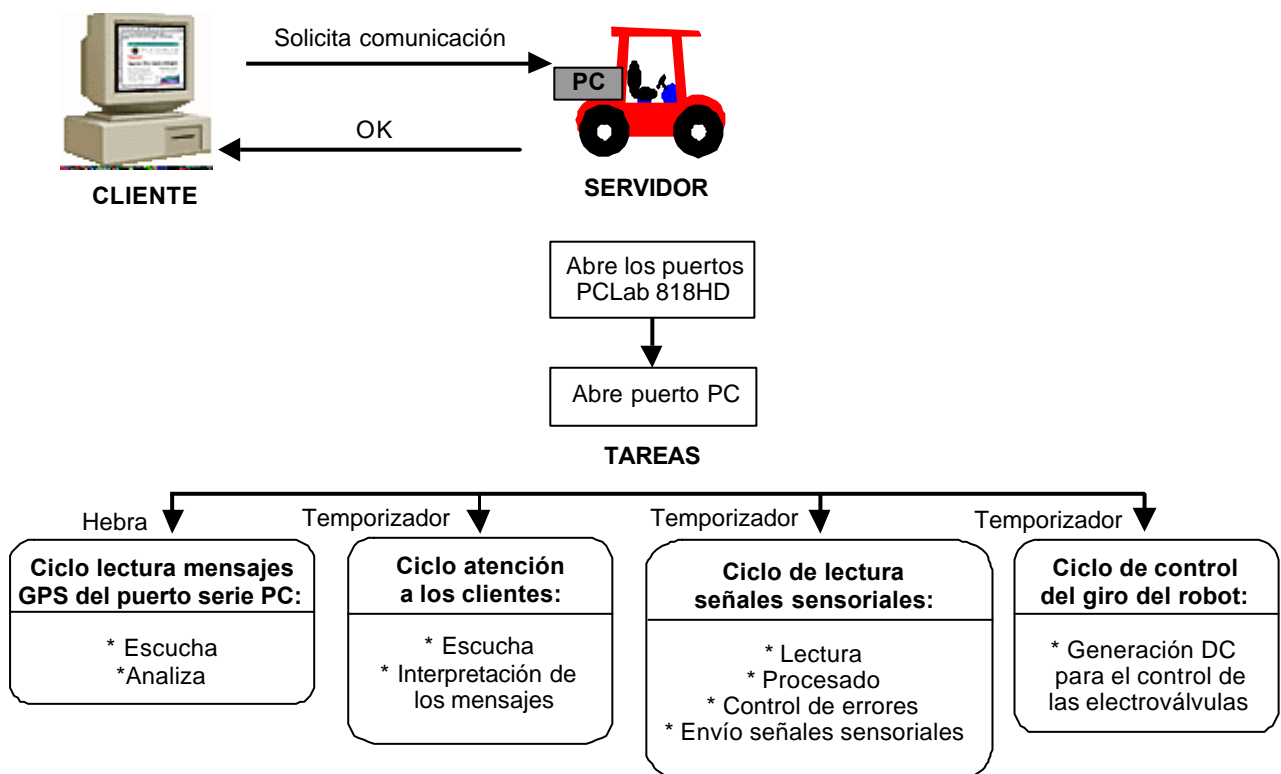 Solicita comunicación
PC
OK
CLIENTE
SERVIDOR
Abre los puertos
PCLab 818HD
Abre puerto PC
TAREAS
Hebra
Temporizador
Temporizador
Temporizador
Ciclo lectura mensajes
GPS del puerto serie PC:
* Escucha
*Analiza
Ciclo atención
a los clientes:
* Escucha
* Interpretación de
los mensajes
Ciclo de lectura
señales sensoriales:
* Lectura
* Procesado
* Control de errores
* Envío señales sensoriales
Ciclo de control
del giro del robot:
* Generación DC
para el control de
las electroválvulas